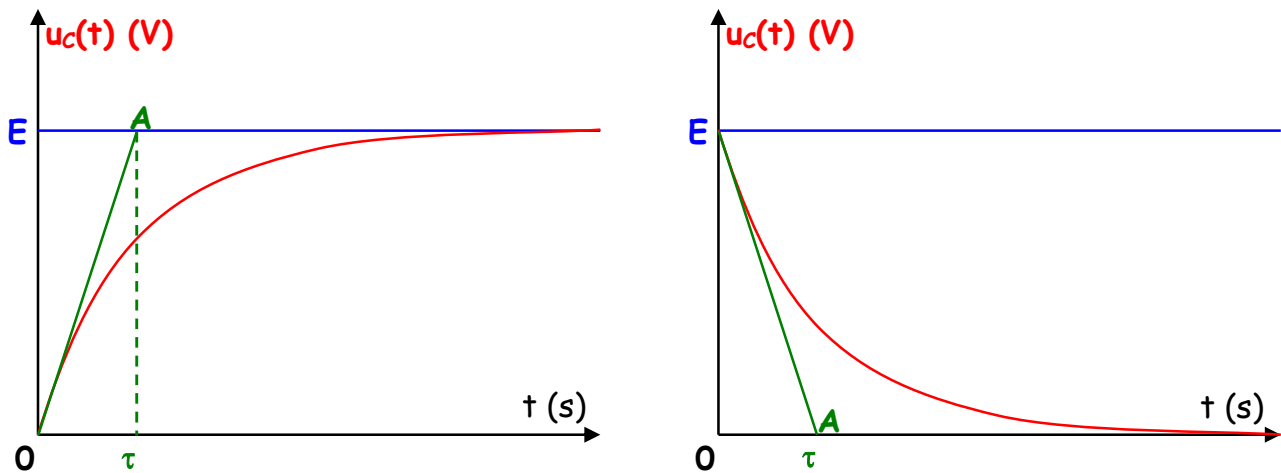 uC(t) (V)
E
A
t (s)
0
τ
uC(t) (V)
E
A
t (s)
0
τ